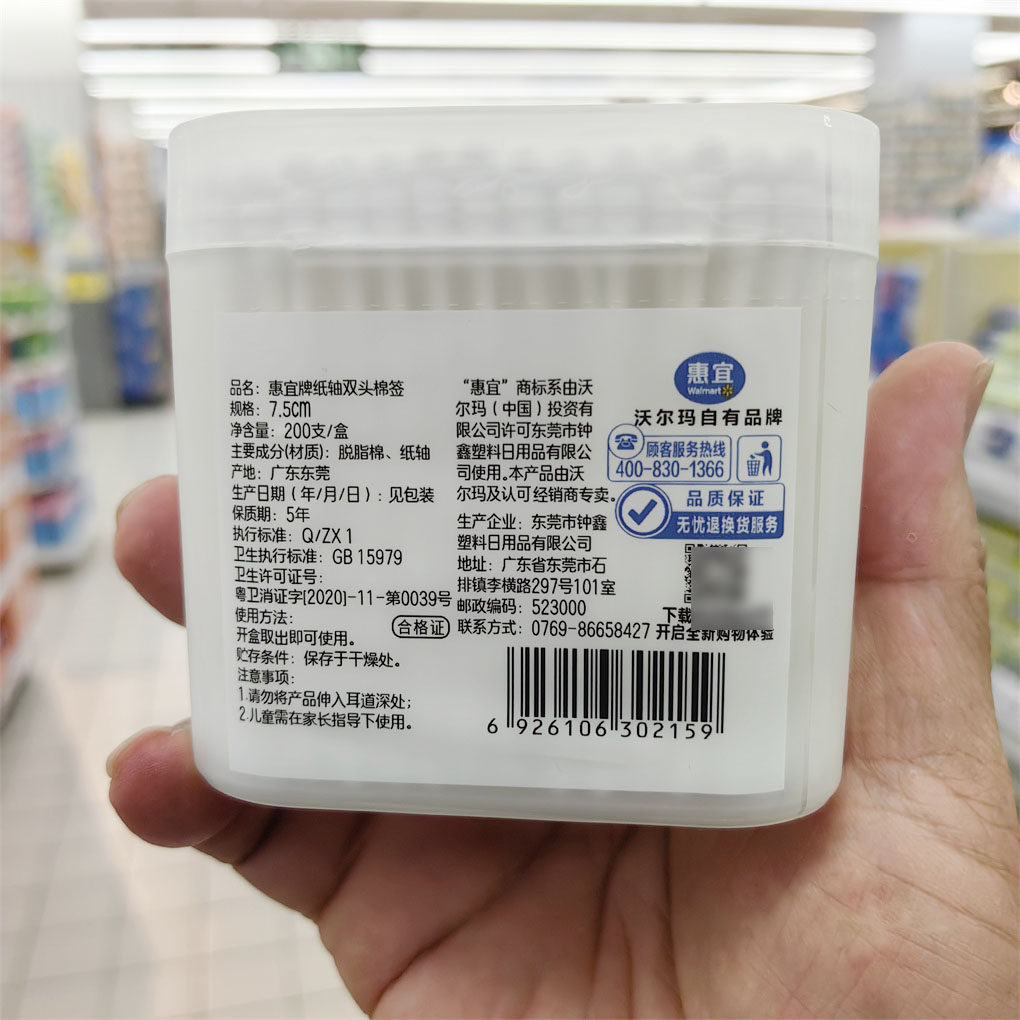 品名：惠宜牌纸轴双头棉签
规格：7.5cm
净含量：200支/盒
主要成分(材质)：脱脂棉、纸轴
产地：广东东莞
生产日期（年/月/日）：见包装
保质期：5年
执行标准：Q/ZX 1
卫生执行标准：GB 15979
卫生许可证号：
粤卫消证字[2020]-11-第0039号
使用方法：
开盒取出即可使用。
合格证
贮存条件：保存于干燥处。
注意事项：
1.请勿将产品伸入耳道深处；
2.儿童需在家长指导下使用。
“惠宜”商标系由沃
尔玛（中国）投资有
限公司许可东莞市钟
鑫塑料日用品有限公
司使用。本产品由沃
尔玛及认可经销商专卖。
生产企业：东莞市钟鑫
塑料日用品有限公司
地址：广东省东莞市石
排镇李横路297号101室
邮政编码：523000
联系方式：0769-86658427
惠宜
Walmart
沃尔玛自有品牌
顾客服务热线
400-830-1366
品质保证
无忧退换货服务
下载
开启全新购物体验
6 926106 302159